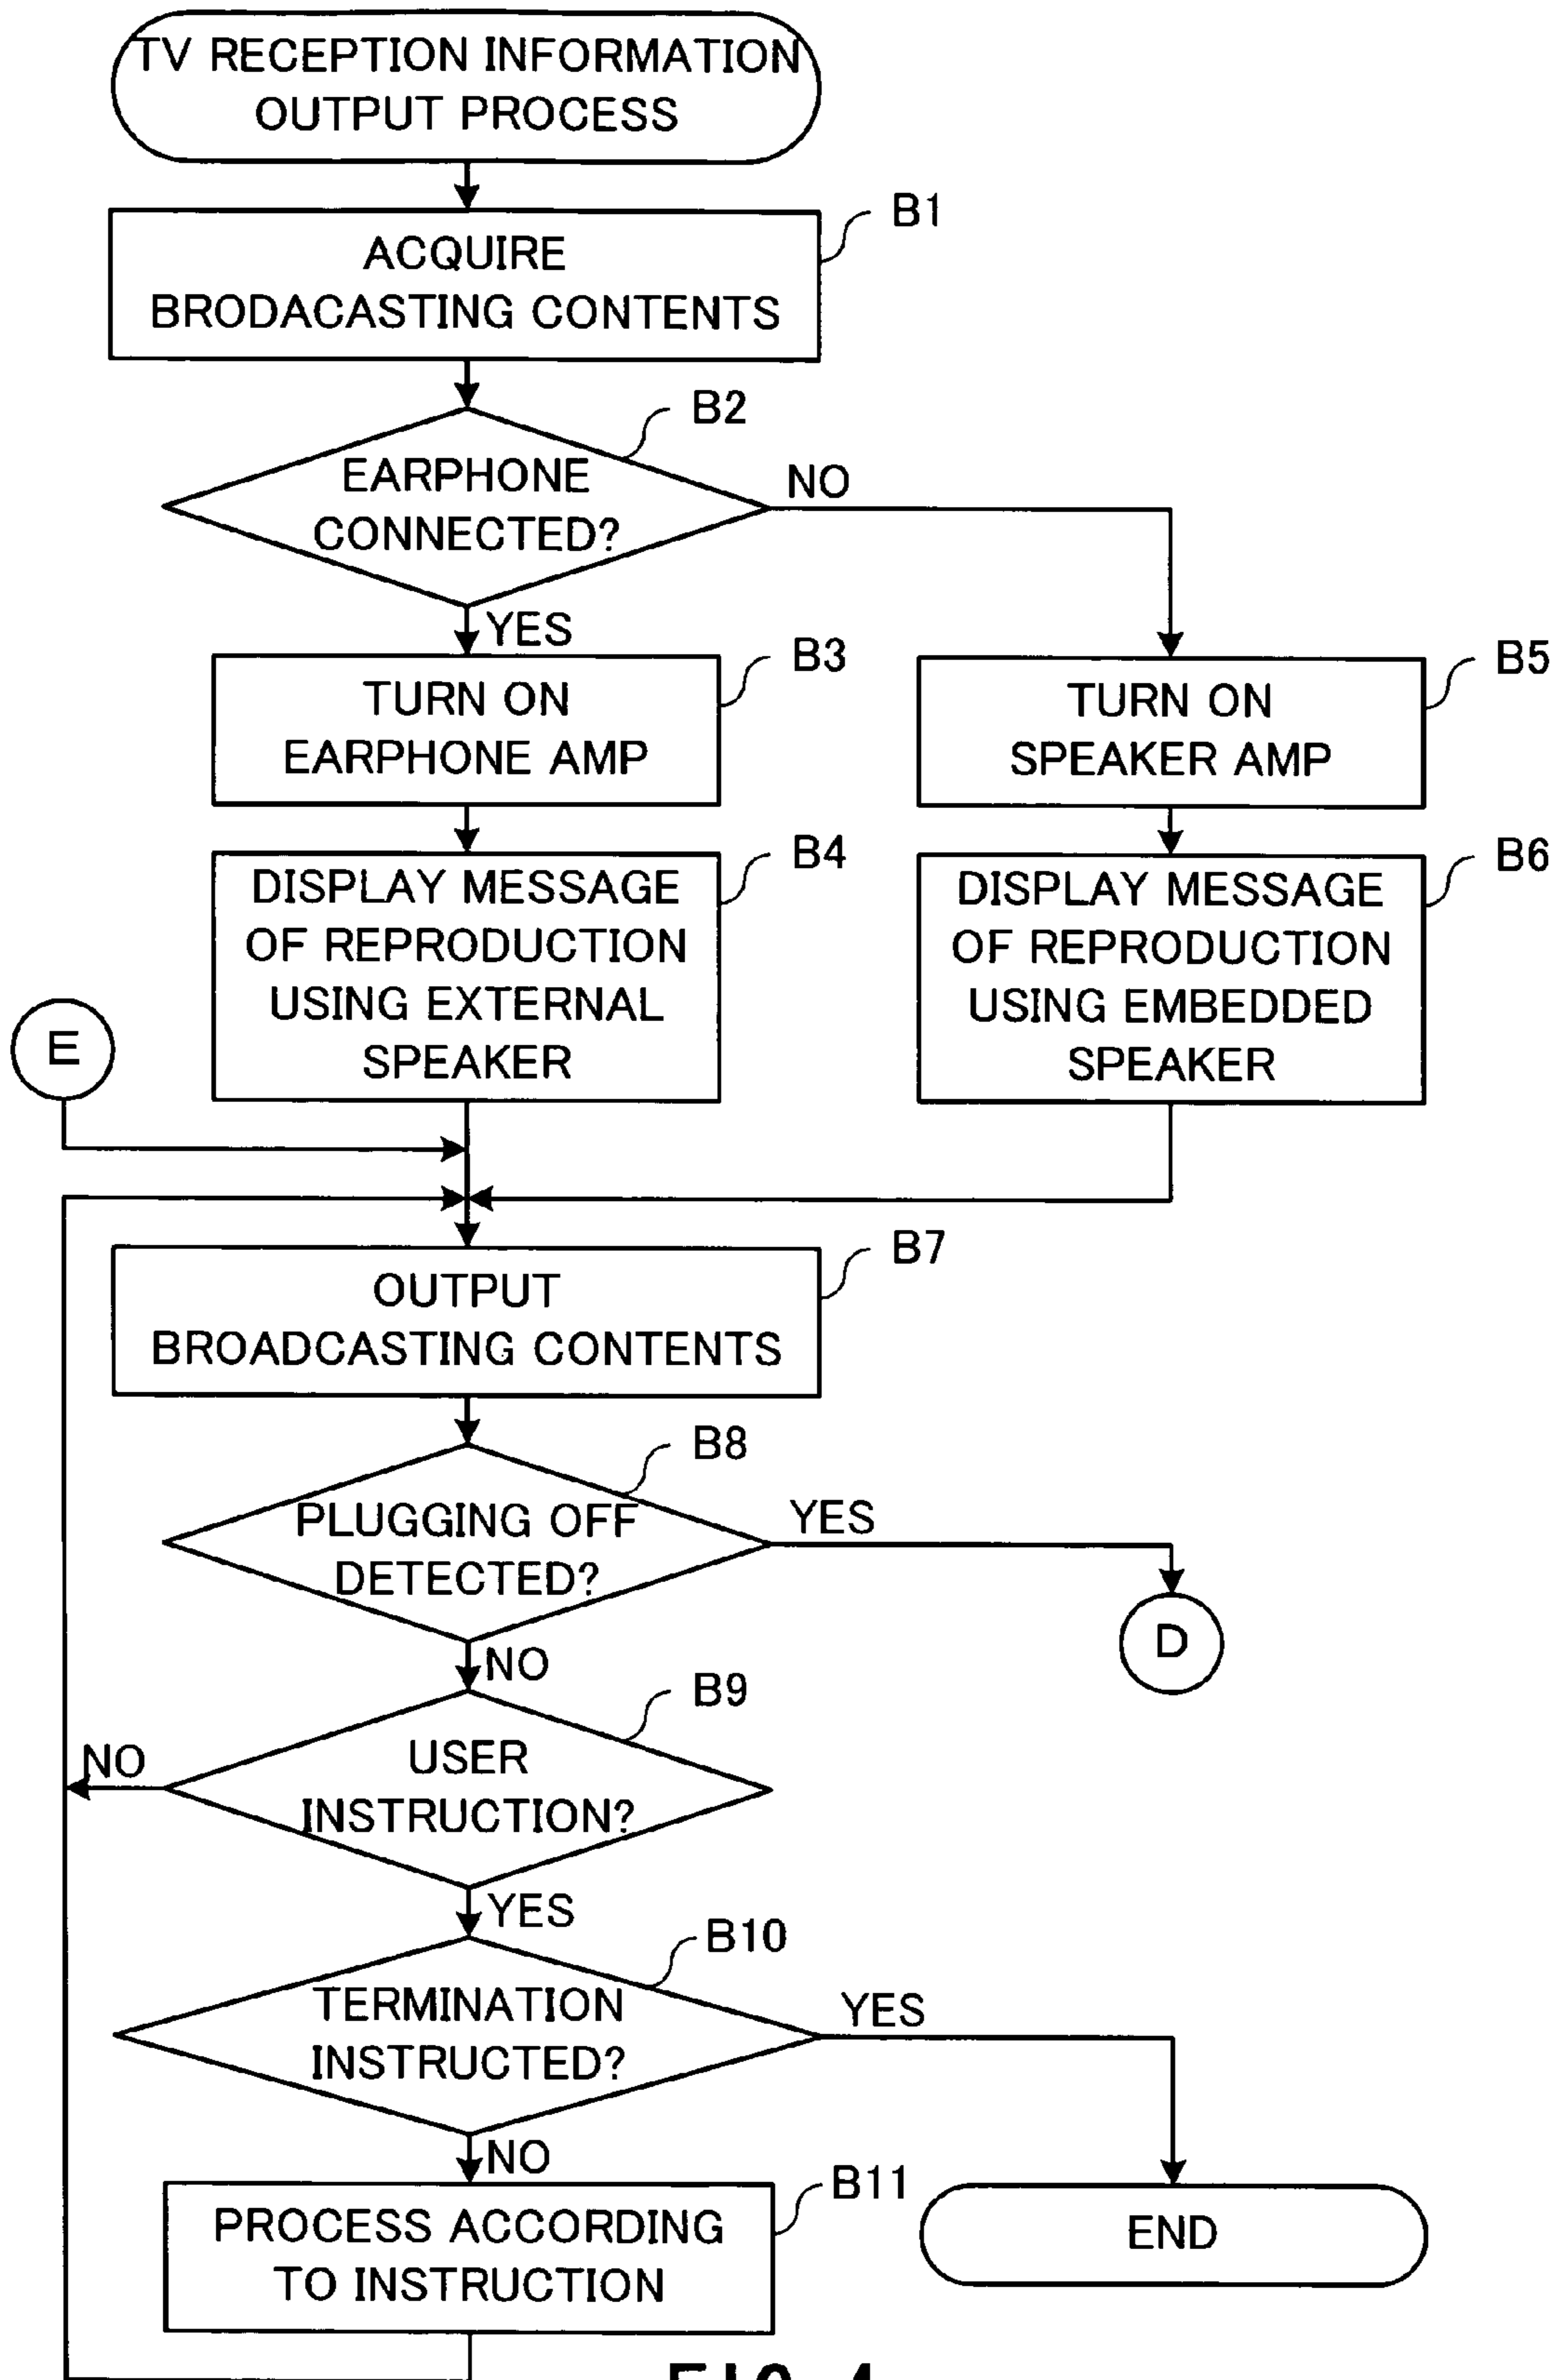 TV RECEPTION INFORMATION
OUTPUT PROCESS
B1
ACQUIRE
BRODACASTING CONTENTS
B2
EARPHONE
CONNECTED?
NO
YES
B3
TURN ON
EARPHONE AMP
B5
TURN ON
SPEAKER AMP
B4
DISPLAY MESSAGE
OF REPRODUCTION
USING EXTERNAL
SPEAKER
B6
DISPLAY MESSAGE
OF REPRODUCTION
USING EMBEDDED
SPEAKER
E
B7
OUTPUT
BROADCASTING CONTENTS
B8
PLUGGING OFF
DETECTED?
YES
D
NO
B9
USER
INSTRUCTION?
NO
YES
B10
TERMINATION
INSTRUCTED?
YES
NO
B11
PROCESS ACCORDING
TO INSTRUCTION
END